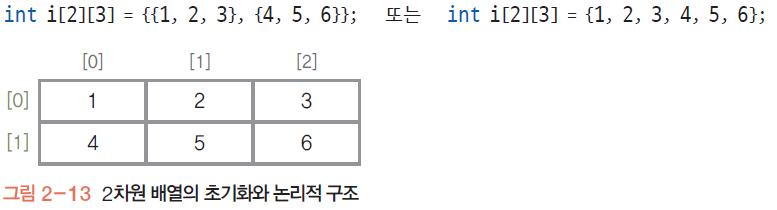 int i[2][3] = {{1, 2, 3}, {4, 5, 6}}; 또는 int i[2][3] = {1, 2, 3, 4, 5, 6};
[0] [1] [2]
[0] 1 2 3
[1] 4 5 6
그림 2-13 2차원 배열의 초기화와 논리적 구조